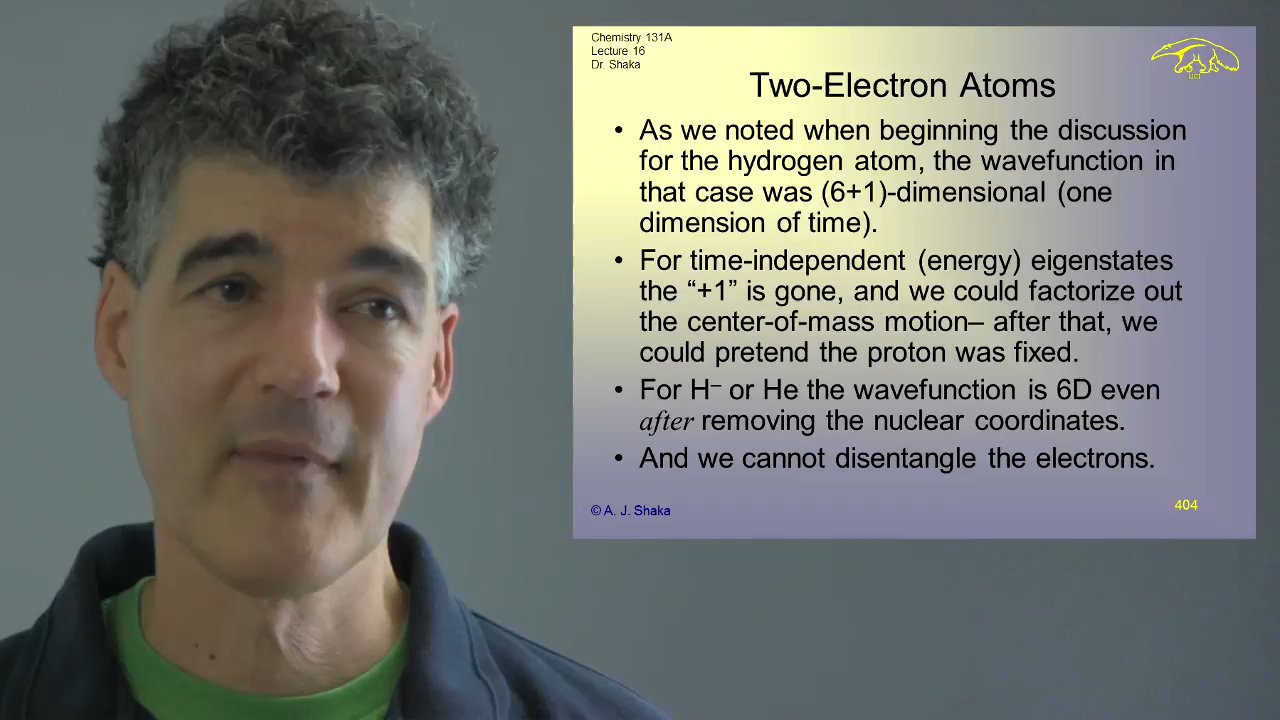 Chemistry 131A
Lecture 16
Dr. Shaka
UCI
Two-Electron Atoms
• As we noted when beginning the discussion
for the hydrogen atom, the wavefunction in
that case was (6+1)-dimensional (one
dimension of time).
• For time-independent (energy) eigenstates
the “+1” is gone, and we could factorize out
the center-of-mass motion– after that, we
could pretend the proton was fixed.
• For H⁻ or He the wavefunction is 6D even
after removing the nuclear coordinates.
• And we cannot disentangle the electrons.
© A. J. Shaka
404